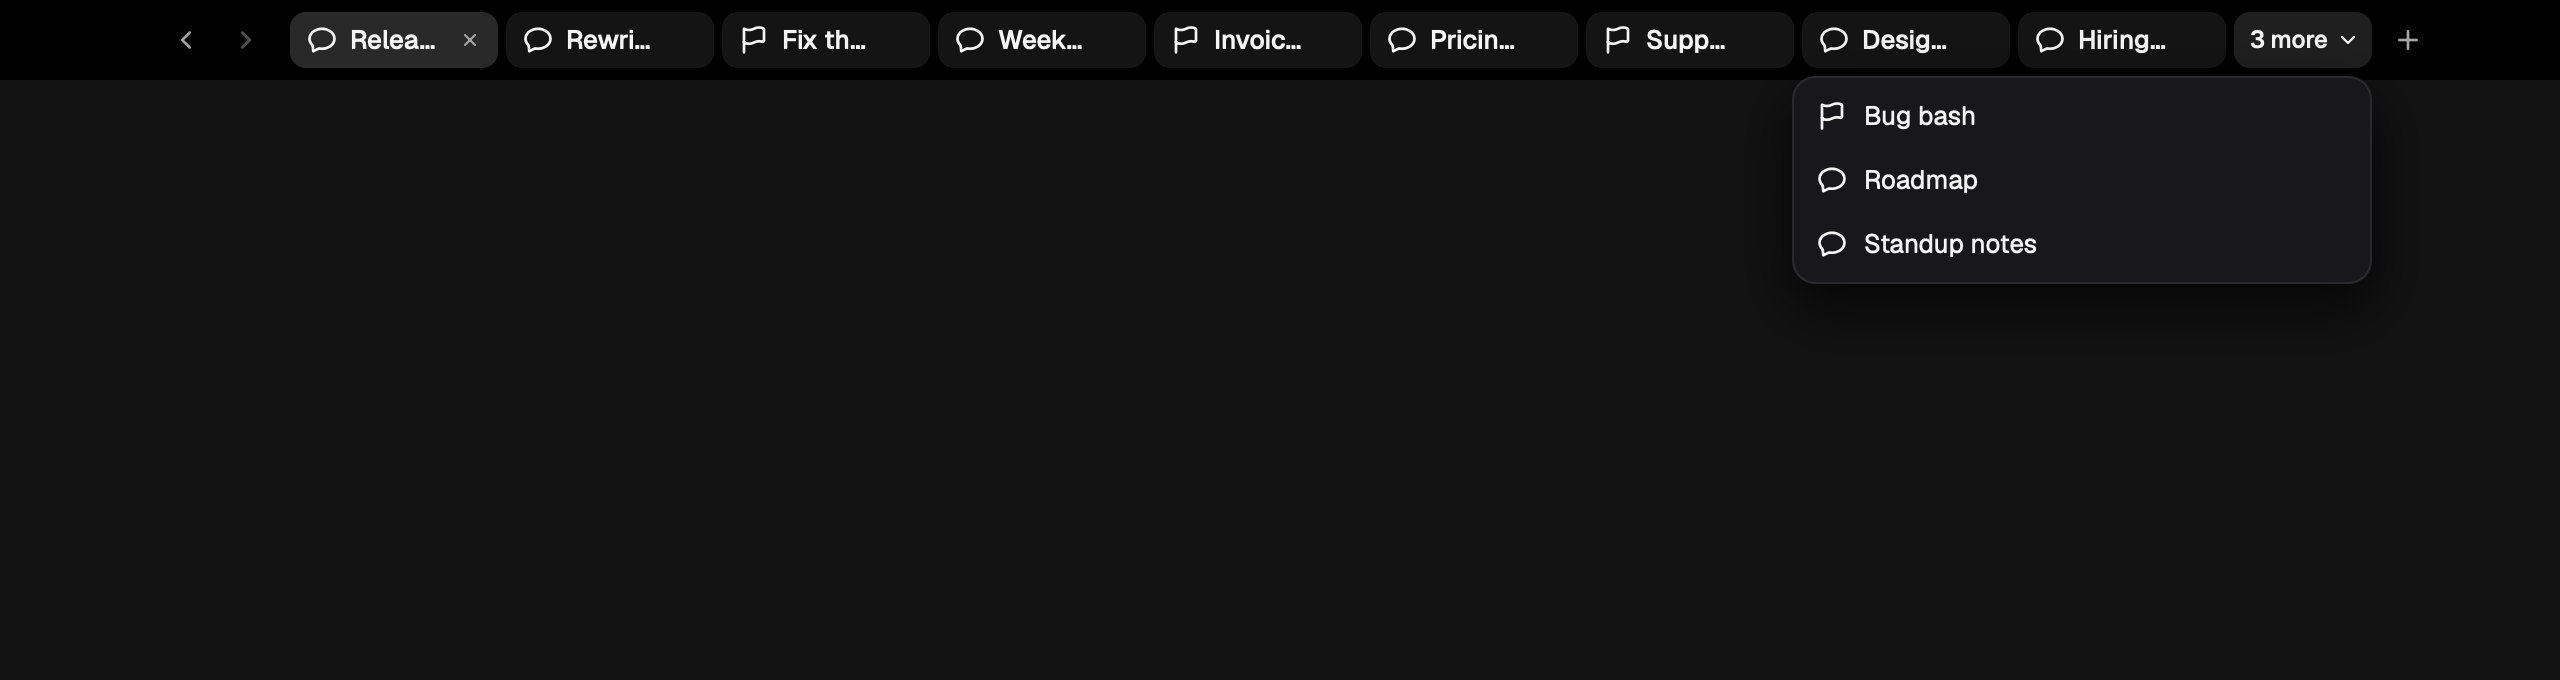 Relea...
Rewri...
Fix th...
Week...
Invoic...
Pricin...
Supp...
Desig...
Hiring...
3 more
Bug bash
Roadmap
Standup notes